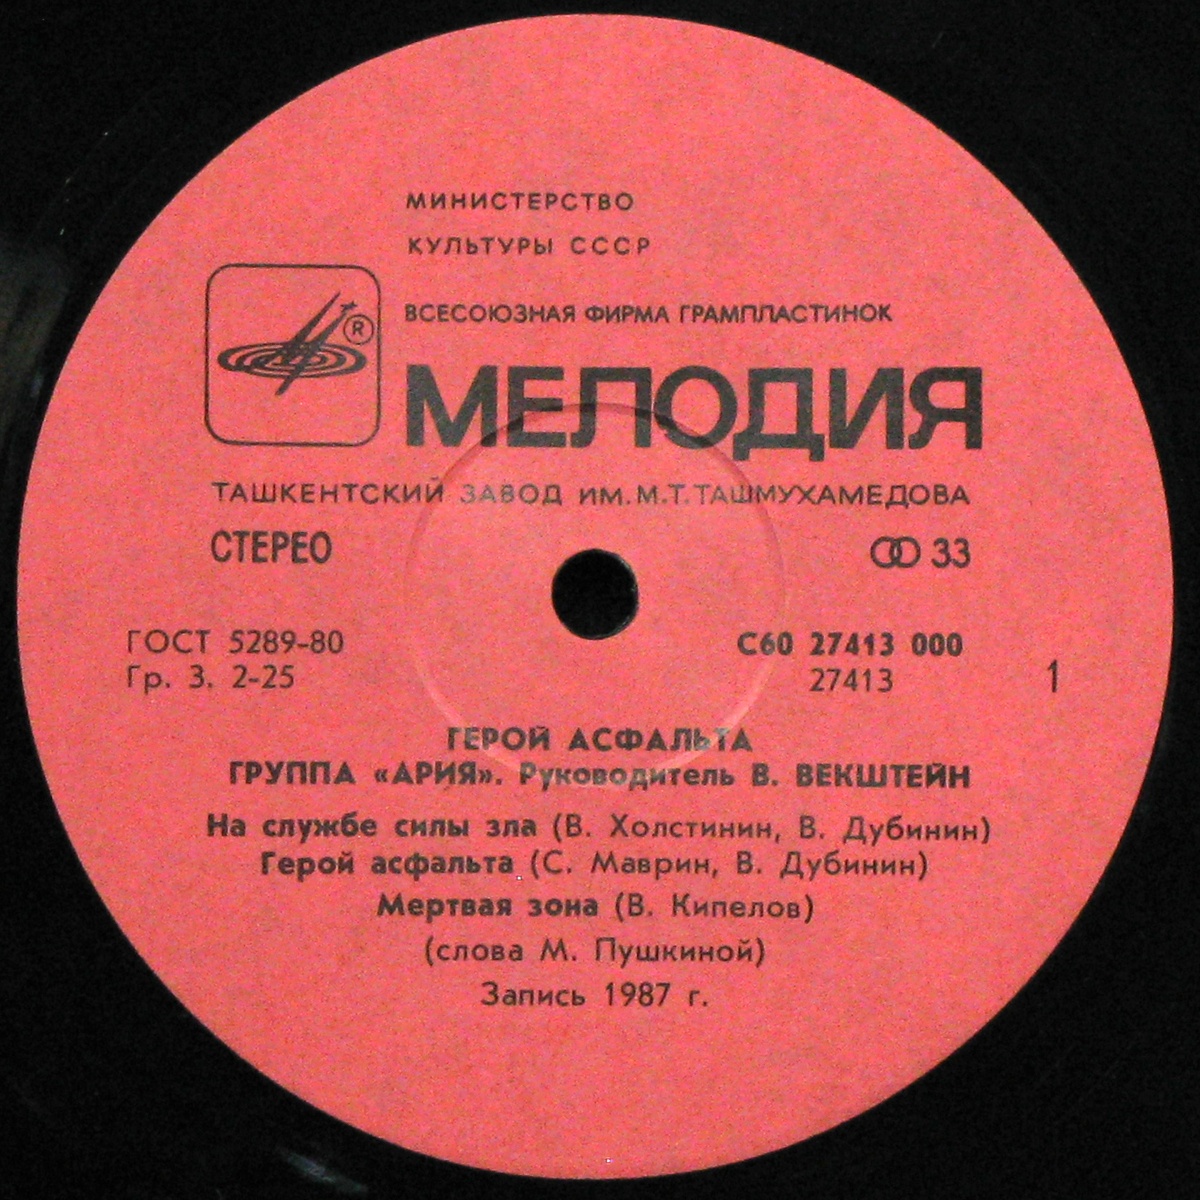 МИНИСТЕРСТВО
КУЛЬТУРЫ СССР
ВСЕСОЮЗНАЯ ФИРМА ГРАМПЛАСТИНОК
®
МЕЛОДИЯ
ТАШКЕНТСКИЙ ЗАВОД ИМ. М.Т. ТАШМУХАМЕДОВА
СТЕРЕО 33
ГОСТ 5289-80 С60 27413 000
Гр. 3. 2-25 27413 1
ГЕРОЙ АСФАЛЬТА
ГРУППА «АРИЯ». Руководитель В. ВЕКШТЕЙН
На службе силы зла (В. Холстинин, В. Дубинин)
Герой асфальта (С. Маврин, В. Дубинин)
Мертвая зона (В. Кипелов)
(слова М. Пушкиной)
Запись 1987 г.